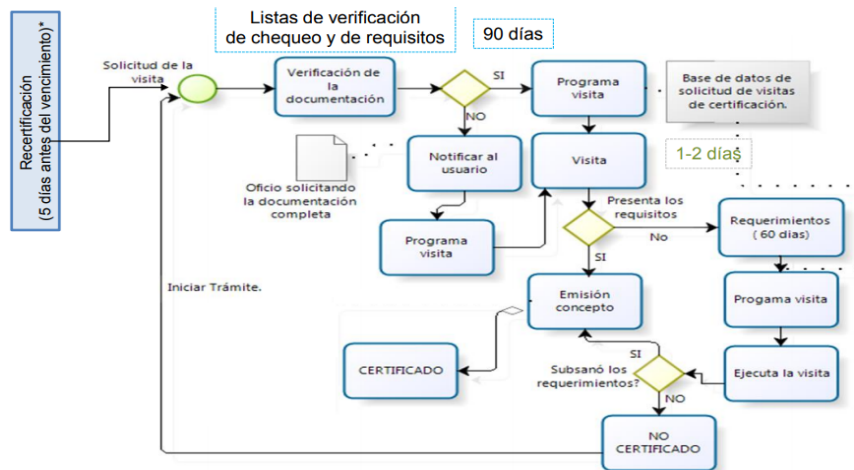 Listas de verificación
de chequeo y de requisitos
90 días
Recertificación
(5 días antes del vencimiento)*
Solicitud de la
visita
Verificación de
la
documentación
SI
Programa
visita
Base de datos de
solicitud de visitas
de certificación.
NO
Notificar al
usuario
Visita
1-2 días
Oficio solicitando
la documentación
completa
Programa
visita
Presenta los
requisitos
No
Requerimientos
( 60 dias)
SI
Iniciar Trámite.
Emisión
concepto
Progama visita
CERTIFICADO
SI
Subsanó los
requerimientos?
Ejecuta la visita
NO
NO
CERTIFICADO